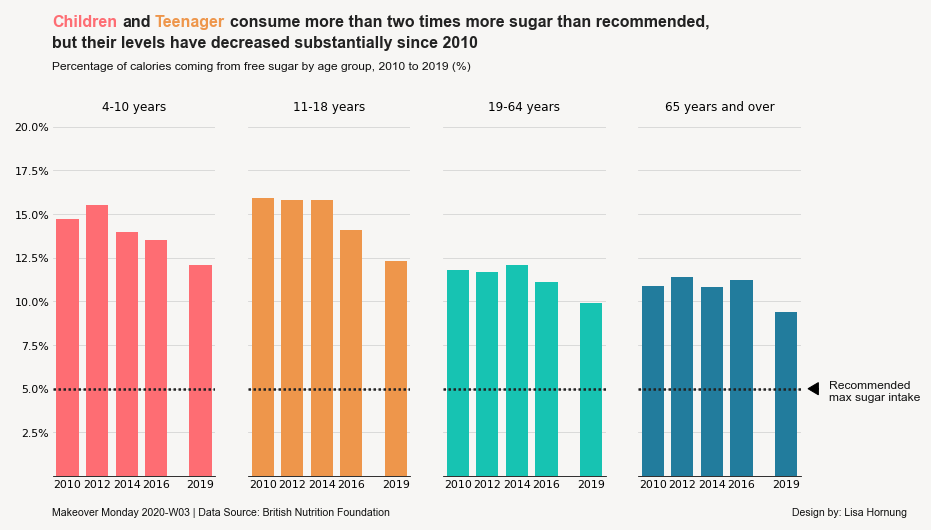 Children and Teenager consume more than two times more sugar than recommended,
but their levels have decreased substantially since 2010
Percentage of calories coming from free sugar by age group, 2010 to 2019 (%)
4-10 years
11-18 years
19-64 years
65 years and over
20.0%
17.5%
15.0%
12.5%
10.0%
7.5%
5.0%
2.5%
Recommended
max sugar intake
2010 2012 2014 2016 2019
2010 2012 2014 2016 2019
2010 2012 2014 2016 2019
2010 2012 2014 2016 2019
Makeover Monday 2020-W03 | Data Source: British Nutrition Foundation
Design by: Lisa Hornung